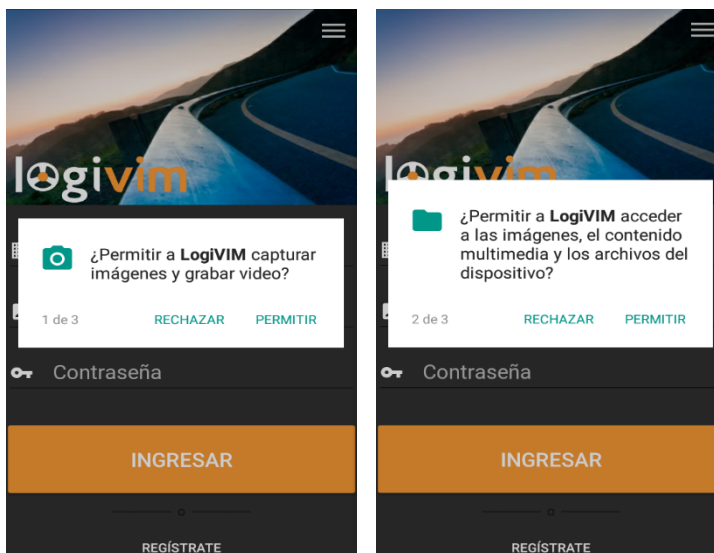 logivim
¿Permitir a LogiVIM capturar
imágenes y grabar video?
1 de 3
RECHAZAR
PERMITIR
Contraseña
INGRESAR
REGÍSTRATE
logivim
¿Permitir a LogiVIM acceder
a las imágenes, el contenido
multimedia y los archivos del
dispositivo?
2 de 3
RECHAZAR
PERMITIR
Contraseña
INGRESAR
REGÍSTRATE